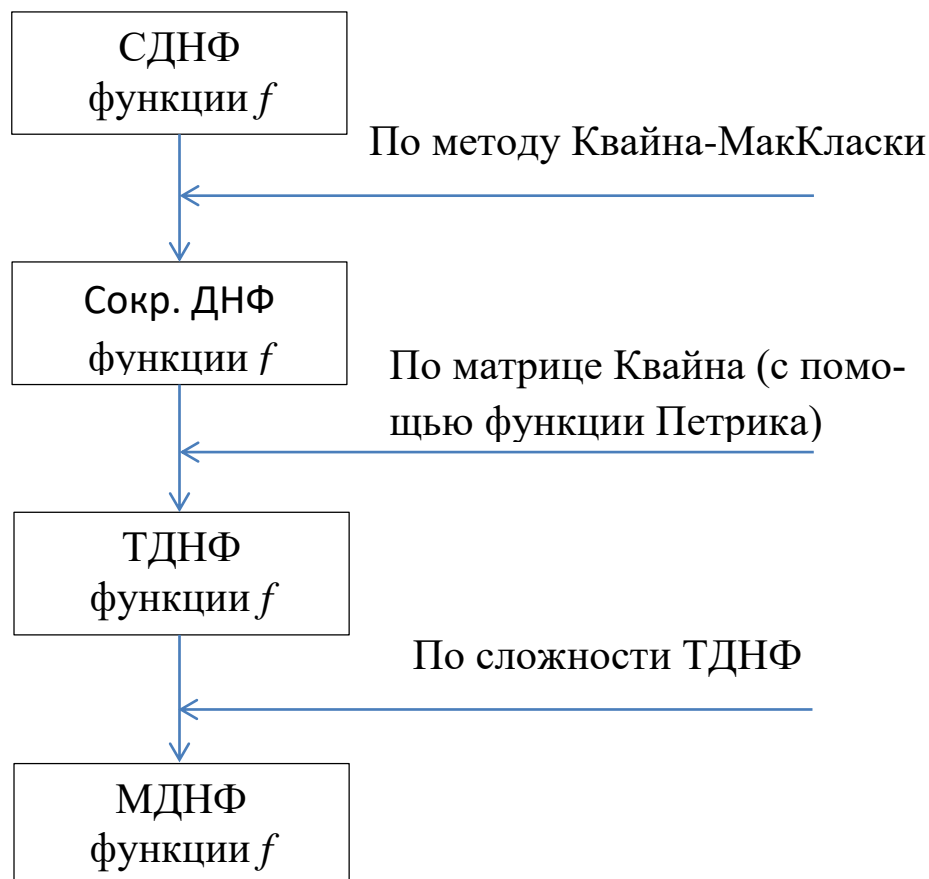 СДНФ
функции f
По методу Квайна-МакКласки
Сокр. ДНФ
функции f
По матрице Квайна (с помо-
щью функции Петрика)
ТДНФ
функции f
По сложности ТДНФ
МДНФ
функции f